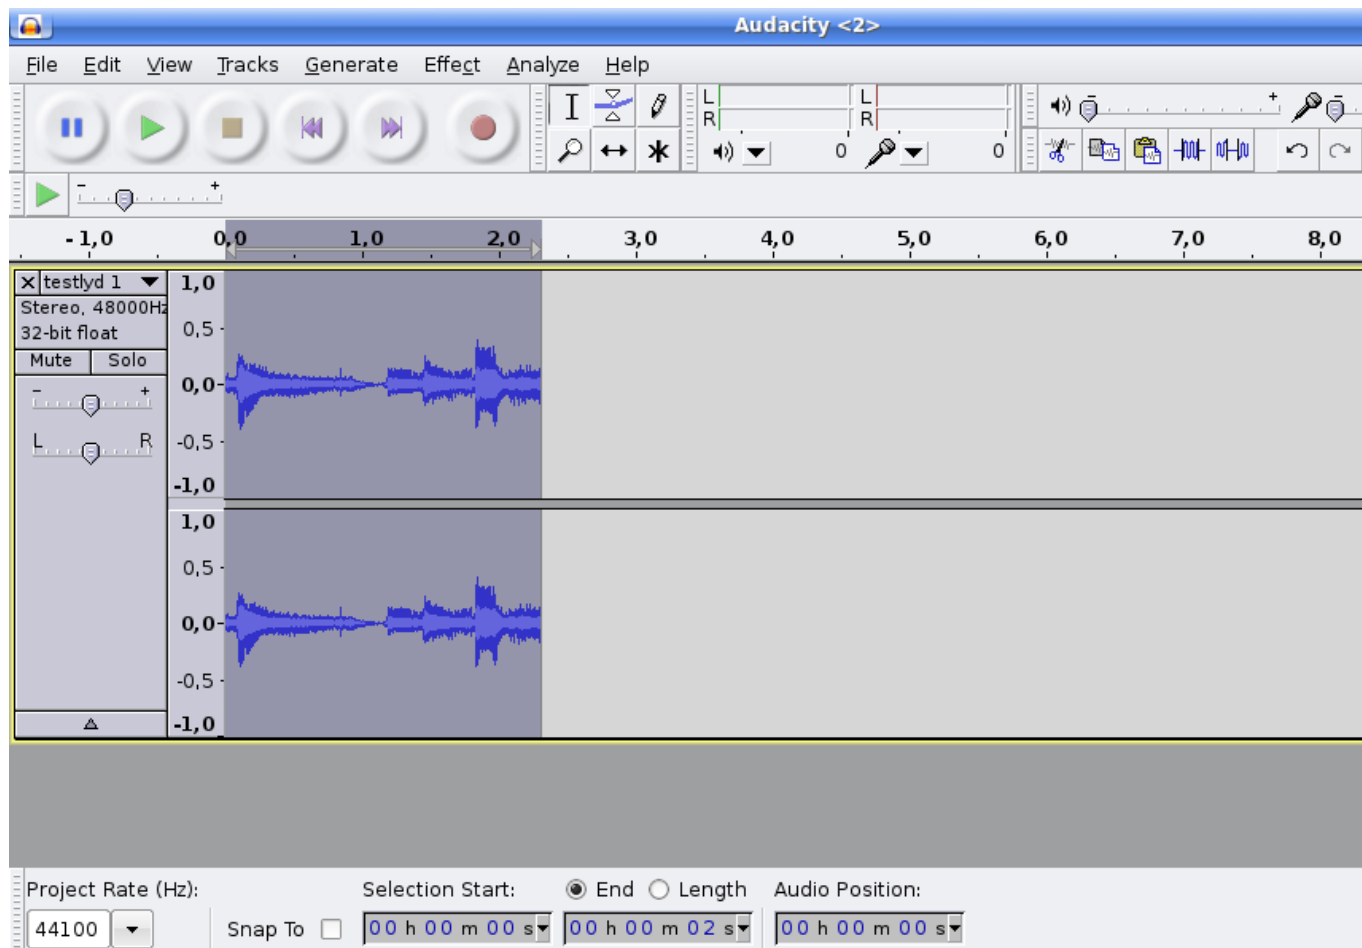 Audacity <2>
File Edit View Tracks Generate Effect Analyze Help
L L
R R
0 0
- +
- +
- 1,0 0,0 1,0 2,0 3,0 4,0 5,0 6,0 7,0 8,0
testlyd 1
Stereo, 48000Hz
32-bit float
Mute Solo
- +
L R
1,0
0,5
0,0
-0,5
-1,0
1,0
0,5
0,0
-0,5
-1,0
Project Rate (Hz): Selection Start: End Length Audio Position:
44100 Snap To 00 h 00 m 00 s 00 h 00 m 02 s 00 h 00 m 00 s